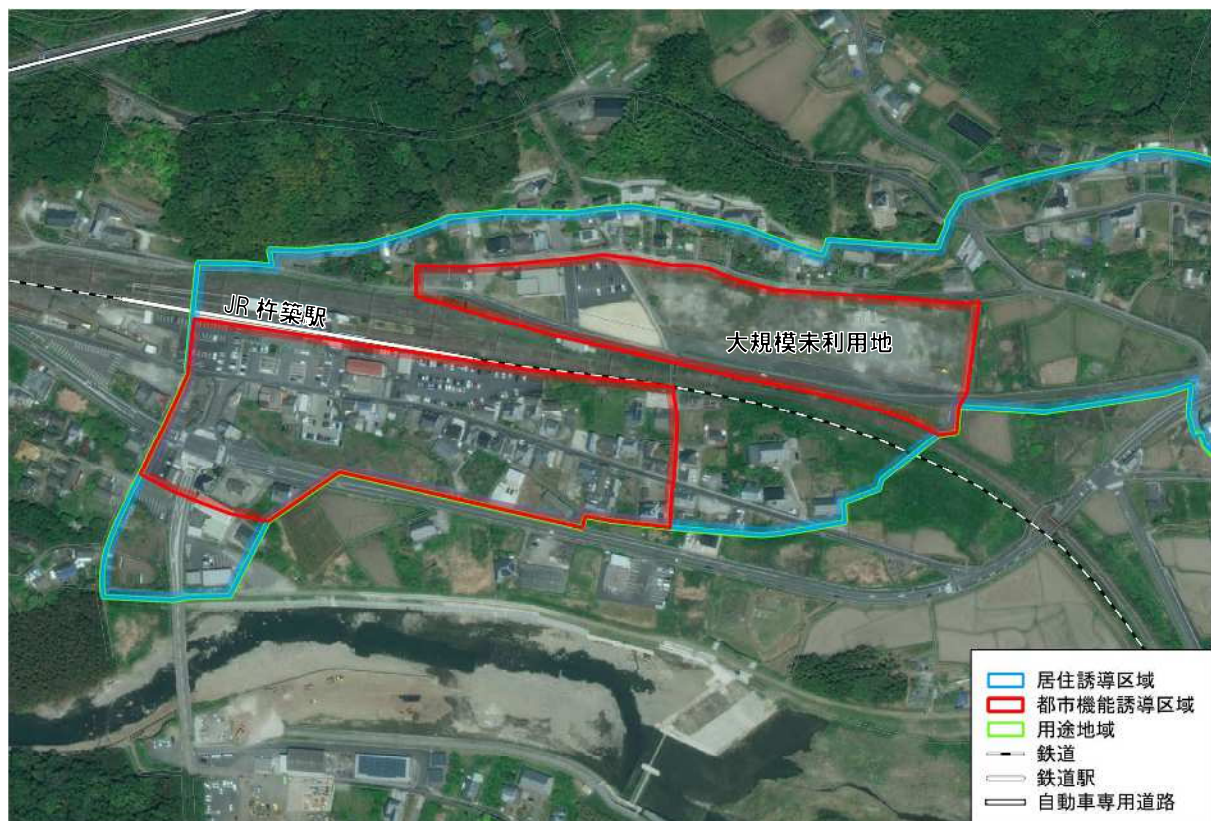 JR 杵築駅
大規模未利用地
居住誘導区域
都市機能誘導区域
用途地域
鉄道
鉄道駅
自動車専用道路